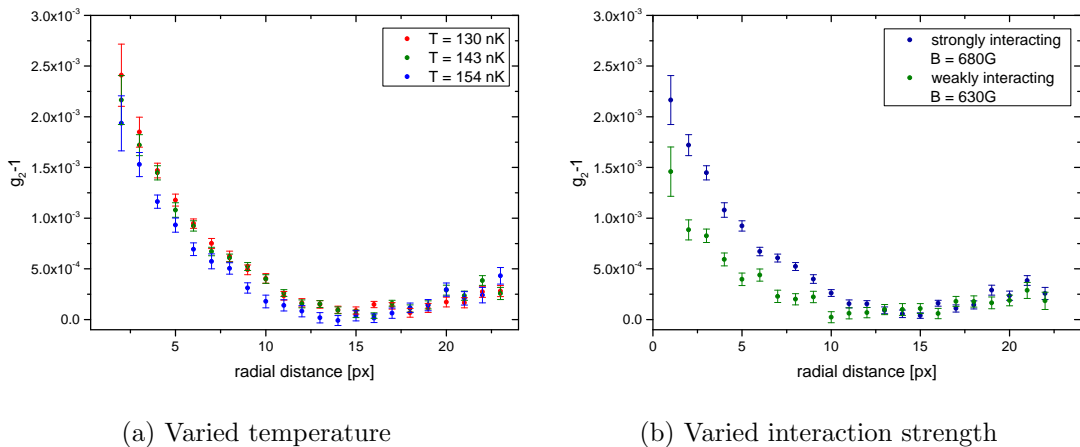 3.0x10⁻³
2.5x10⁻³
2.0x10⁻³
1.5x10⁻³
1.0x10⁻³
5.0x10⁻⁴
0.0
g₂-1
T = 130 nK
T = 143 nK
T = 154 nK
5 10 15 20
radial distance [px]
(a) Varied temperature
3.0x10⁻³
2.5x10⁻³
2.0x10⁻³
1.5x10⁻³
1.0x10⁻³
5.0x10⁻⁴
0.0
g₂-1
strongly interacting
B = 680G
weakly interacting
B = 630G
0 5 10 15 20
radial distance [px]
(b) Varied interaction strength